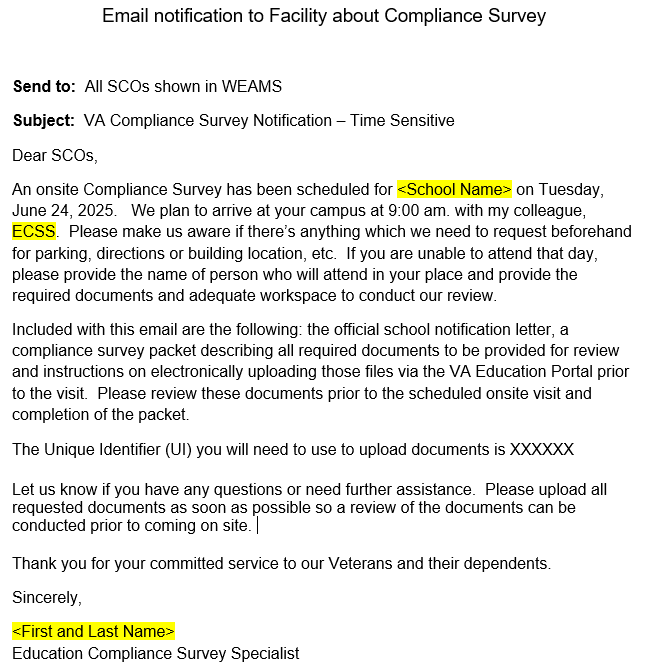 Email notification to Facility about Compliance Survey
Send to:  All SCOs shown in WEAMS
Subject:  VA Compliance Survey Notification – Time Sensitive
Dear SCOs,
An onsite Compliance Survey has been scheduled for <School Name> on Tuesday,
June 24, 2025.   We plan to arrive at your campus at 9:00 am. with my colleague,
ECSS.  Please make us aware if there's anything which we need to request beforehand
for parking, directions or building location, etc.  If you are unable to attend that day,
please provide the name of person who will attend in your place and provide the
required documents and adequate workspace to conduct our review.
Included with this email are the following: the official school notification letter, a
compliance survey packet describing all required documents to be provided for review
and instructions on electronically uploading those files via the VA Education Portal prior
to the visit.  Please review these documents prior to the scheduled onsite visit and
completion of the packet.
The Unique Identifier (UI) you will need to use to upload documents is XXXXXX
Let us know if you have any questions or need further assistance.  Please upload all
requested documents as soon as possible so a review of the documents can be
conducted prior to coming on site.
Thank you for your committed service to our Veterans and their dependents.
Sincerely,
<First and Last Name>
Education Compliance Survey Specialist